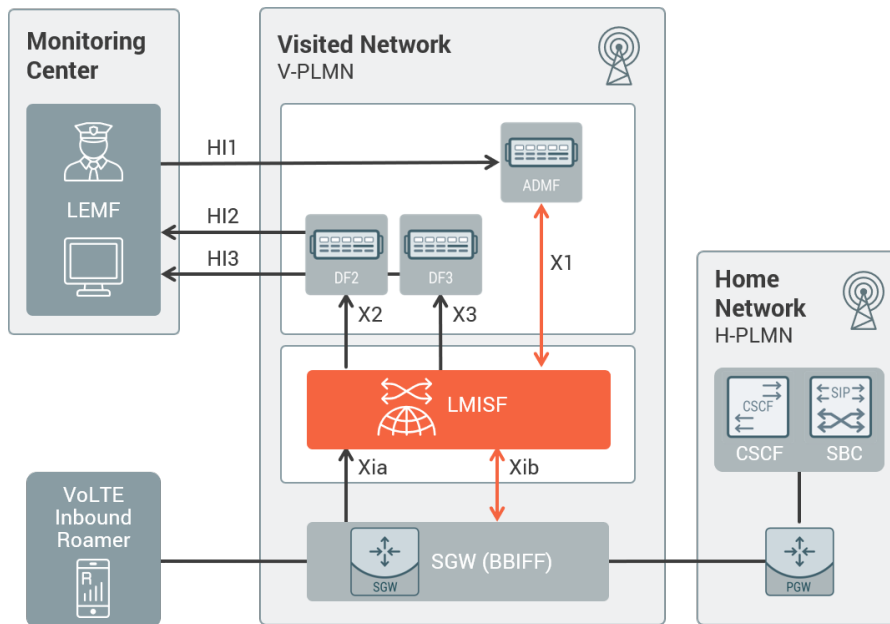 Monitoring
Center
LEMF
Visited Network
V-PLMN
HI1
HI2
HI3
ADMF
DF2
DF3
X1
X2
X3
LMISF
Xia
Xib
SGW (BBIFF)
SGW
VoLTE
Inbound
Roamer
R
Home
Network
H-PLMN
CSCF
SIP
CSCF
SBC
PGW